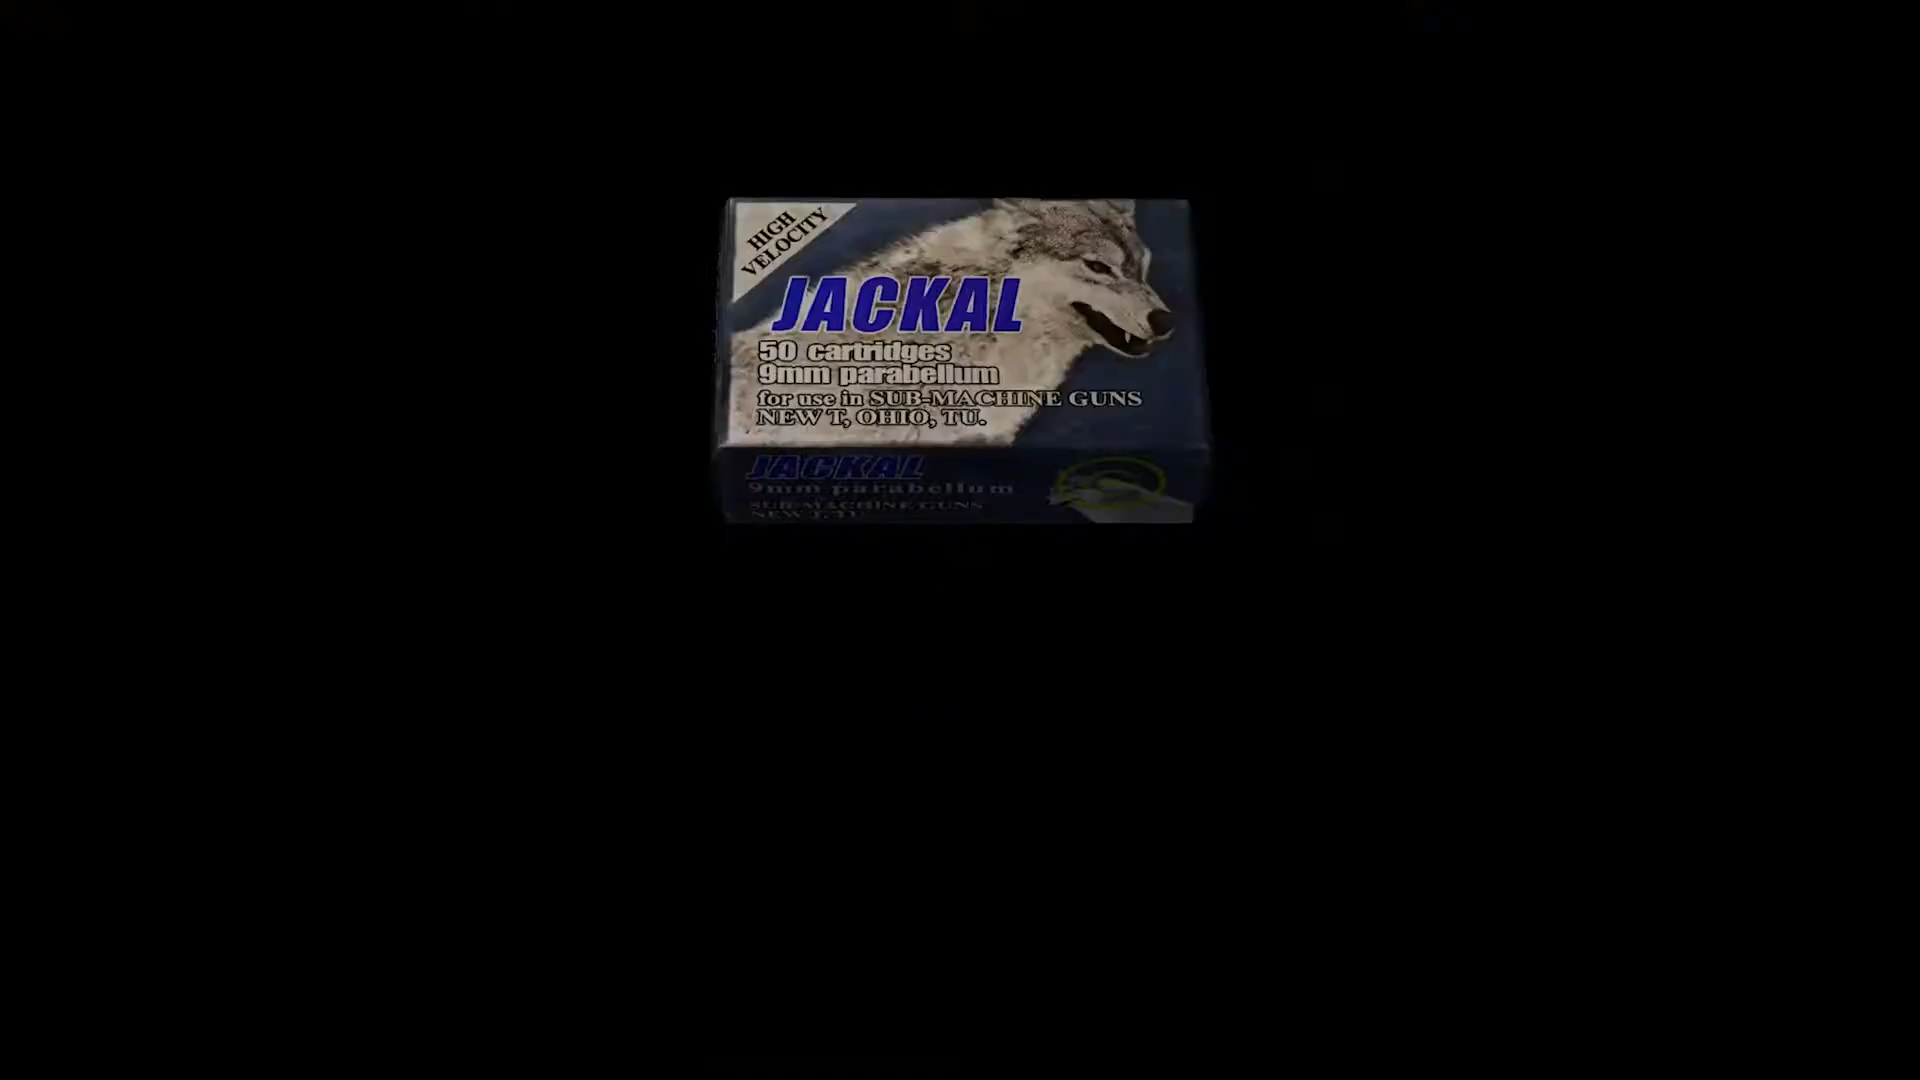 HIGH
VELOCITY
JACKAL
50 cartridges
9mm parabellum
for use in SUB-MACHINE GUNS
NEW T, OHIO, TU.
JACKAL
9mm parabellum
SUB-MACHINE GUNS